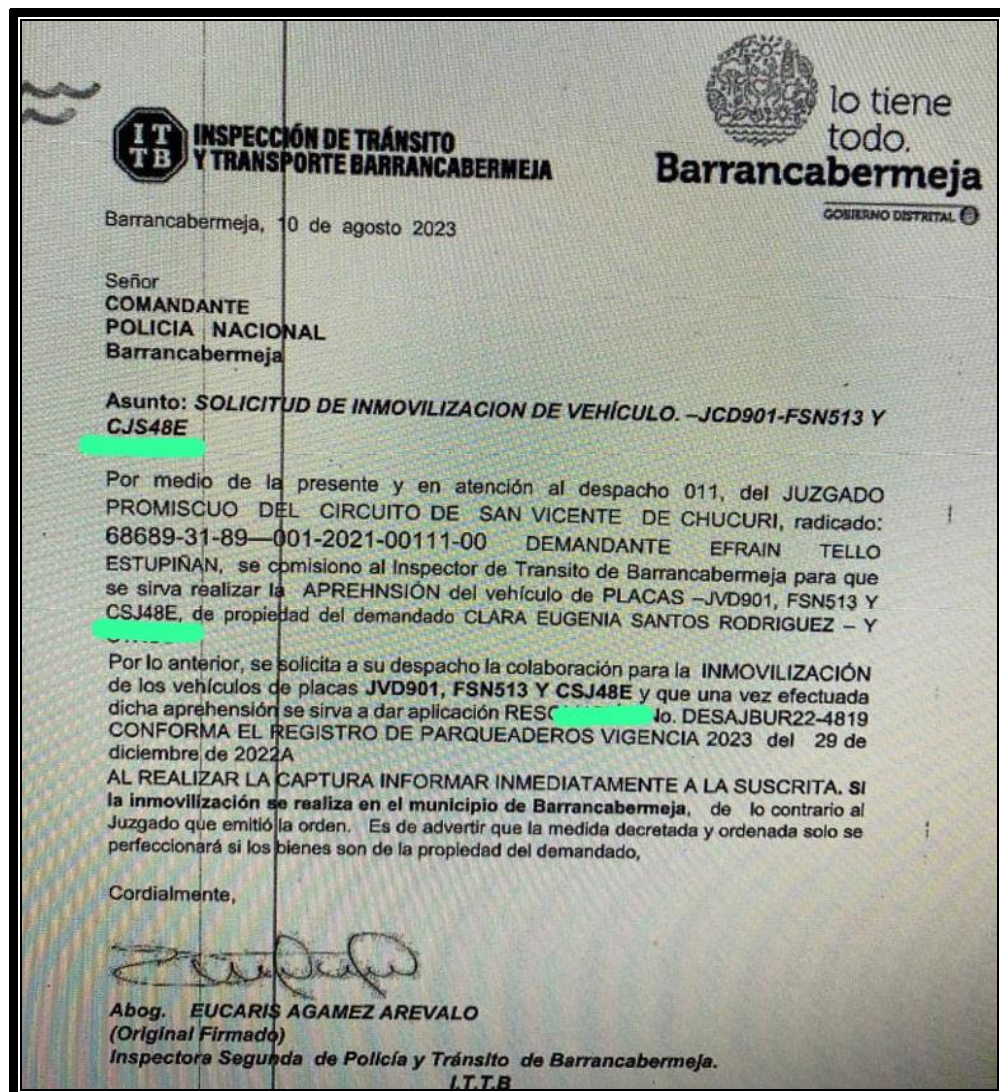 IT
TB
INSPECCIÓN DE TRÁNSITO
Y TRANSPORTE BARRANCABERMEJA
lo tiene
todo.
Barrancabermeja
GOBIERNO DISTRITAL
Barrancabermeja, 10 de agosto 2023
Señor
COMANDANTE
POLICIA NACIONAL
Barrancabermeja
Asunto: SOLICITUD DE INMOVILIZACION DE VEHÍCULO. –JCD901-FSN513 Y
CJS48E
Por medio de la presente y en atención al despacho 011, del JUZGADO
PROMISCUO DEL CIRCUITO DE SAN VICENTE DE CHUCURI, radicado:
68689-31-89—001-2021-00111-00 DEMANDANTE EFRAIN TELLO
ESTUPIÑAN, se comisiono al Inspector de Transito de Barrancabermeja para que
se sirva realizar la APREHNSIÓN del vehículo de PLACAS –JVD901, FSN513 Y
CSJ48E, de propiedad del demandado CLARA EUGENIA SANTOS RODRIGUEZ – Y
Por lo anterior, se solicita a su despacho la colaboración para la INMOVILIZACIÓN
de los vehículos de placas JVD901, FSN513 Y CSJ48E y que una vez efectuada
dicha aprehensión se sirva a dar aplicación No. DESAJBUR22-4819
CONFORMA EL REGISTRO DE PARQUEADEROS VIGENCIA 2023 del 29 de
diciembre de 2022A
AL REALIZAR LA CAPTURA INFORMAR INMEDIATAMENTE A LA SUSCRITA. SI
la inmovilización se realiza en el municipio de Barrancabermeja, de lo contrario al
Juzgado que emitió la orden. Es de advertir que la medida decretada y ordenada solo se
perfeccionará si los bienes son de la propiedad del demandado,
Cordialmente,
Abog. EUCARIS AGAMEZ AREVALO
(Original Firmado)
Inspectora Segunda de Policía y Tránsito de Barrancabermeja.
I.T.T.B